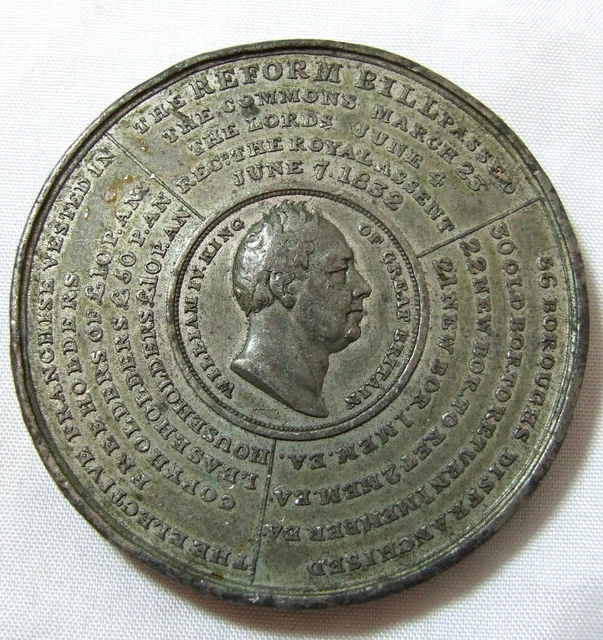 THE REFORM BILL PASSED
THE COMMONS MARCH 23
THE LORDS JUNE 4
REC.D THE ROYAL ASSENT
JUNE 7. 1832
56 BOROUGHS DISFRANCHISED
30 OLD BOR. TO RETURN 1 MEMBER EA.
22 NEW BOR. TO RET 2 MEM. EA.
21 NEW BOR. 1 MEM. EA.
THE ELECTIVE FRANCHISE VESTED IN
FREEHOLDERS
COPYHOLDERS OF £10 P. AN.
LEASEHOLDERS £60 P. AN
HOUSEHOLDERS £10 P. AN
WILLIAM IV. KING OF GREAT BRITAIN